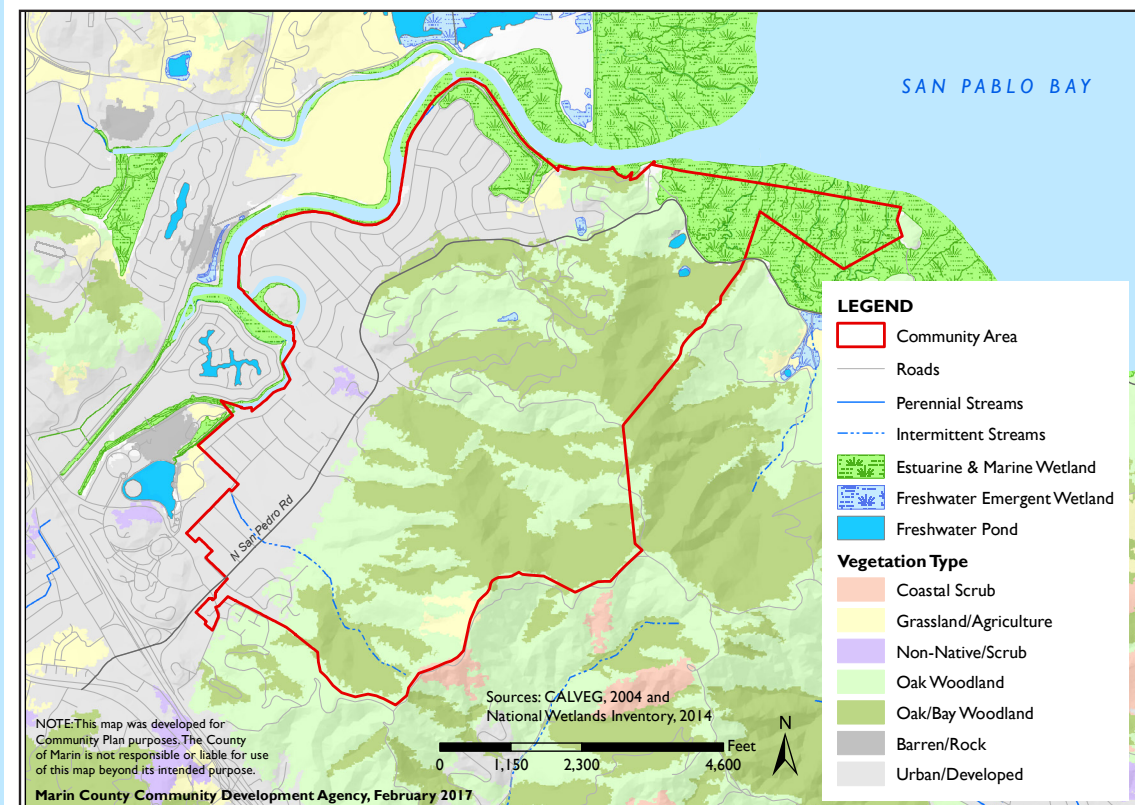 SAN PABLO BAY
N San Pedro Rd
LEGEND
Community Area
Roads
Perennial Streams
Intermittent Streams
Estuarine & Marine Wetland
Freshwater Emergent Wetland
Freshwater Pond
Vegetation Type
Coastal Scrub
Grassland/Agriculture
Non-Native/Scrub
Oak Woodland
Oak/Bay Woodland
Barren/Rock
Urban/Developed
Sources: CALVEG, 2004 and
National Wetlands Inventory, 2014
N
Feet
0 1,150 2,300 4,600
NOTE: This map was developed for
Community Plan purposes. The County
of Marin is not responsible or liable for use
of this map beyond its intended purpose.
Marin County Community Development Agency, February 2017